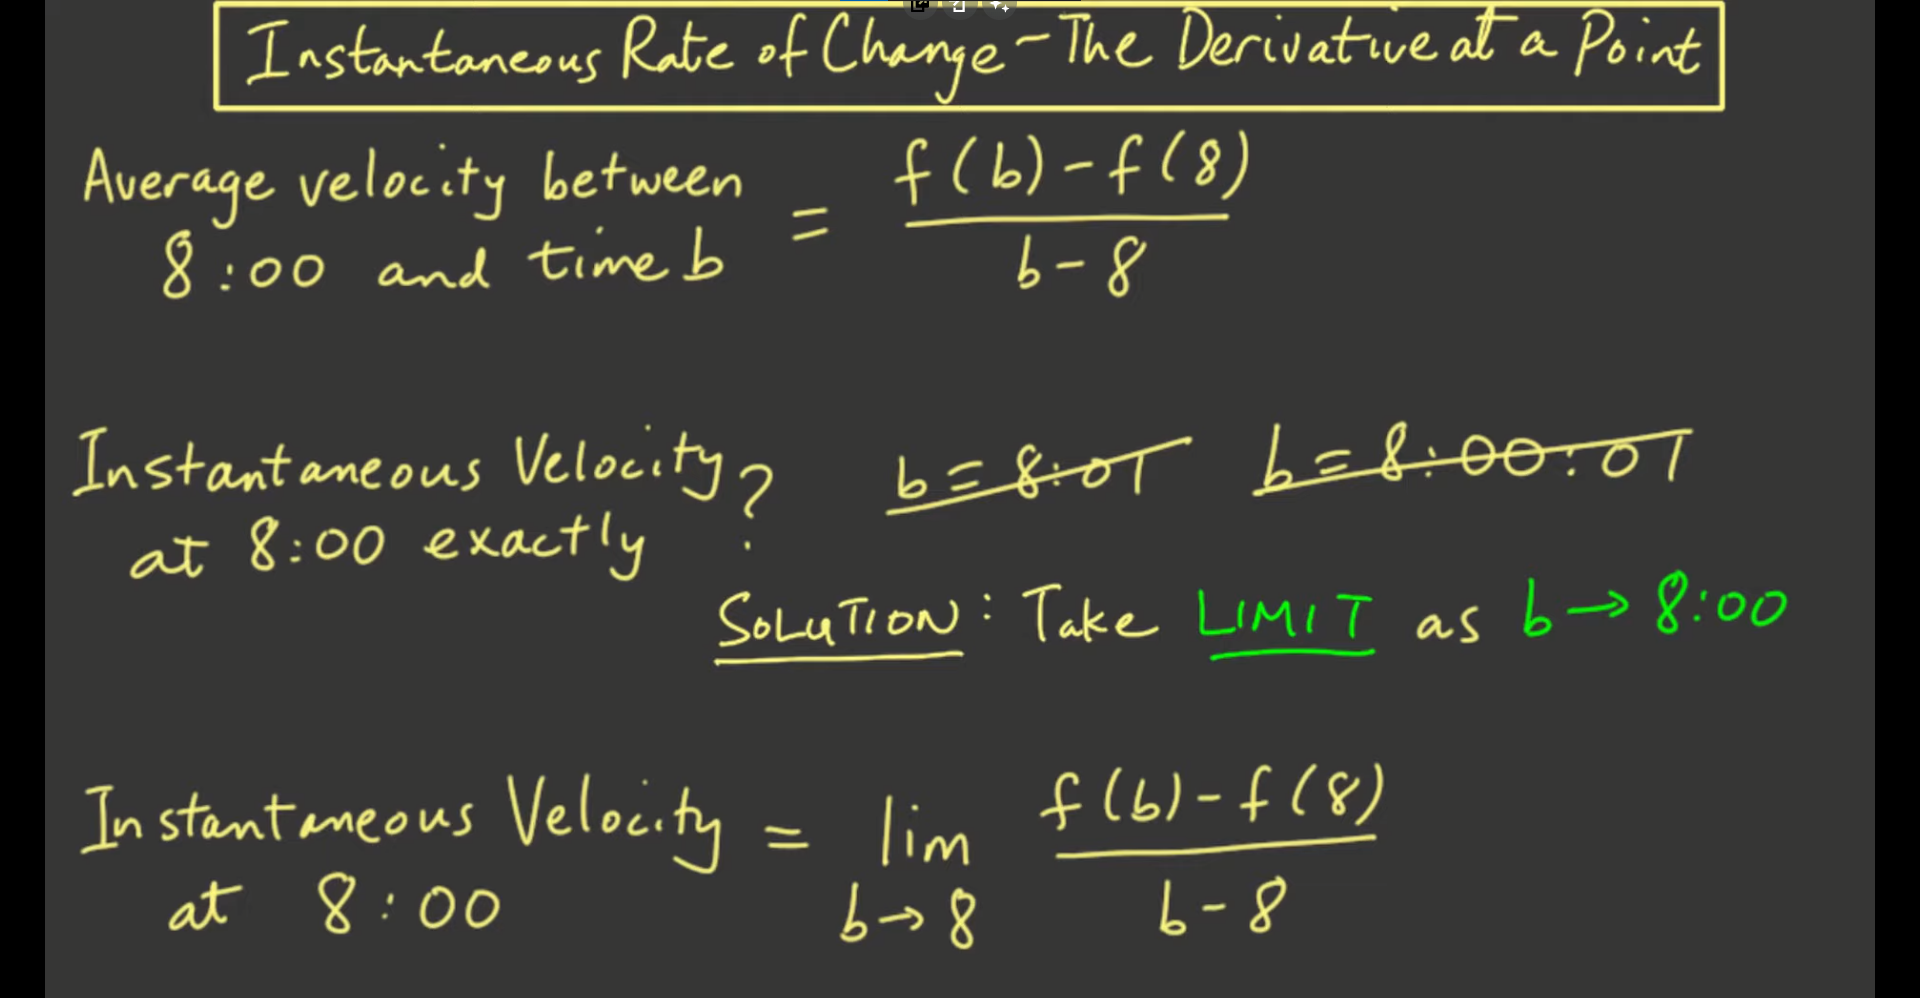 Instantaneous Rate of Change - The Derivative at a Point
Average velocity between
8:00 and time b
= f(b) - f(8)
b - 8
Instantaneous Velocity
at 8:00 exactly ?
b = 8:01 b = 8:00:01
SOLUTION: Take LIMIT as b → 8:00
Instantaneous Velocity
at 8:00
= lim f(b) - f(8)
b → 8 b - 8